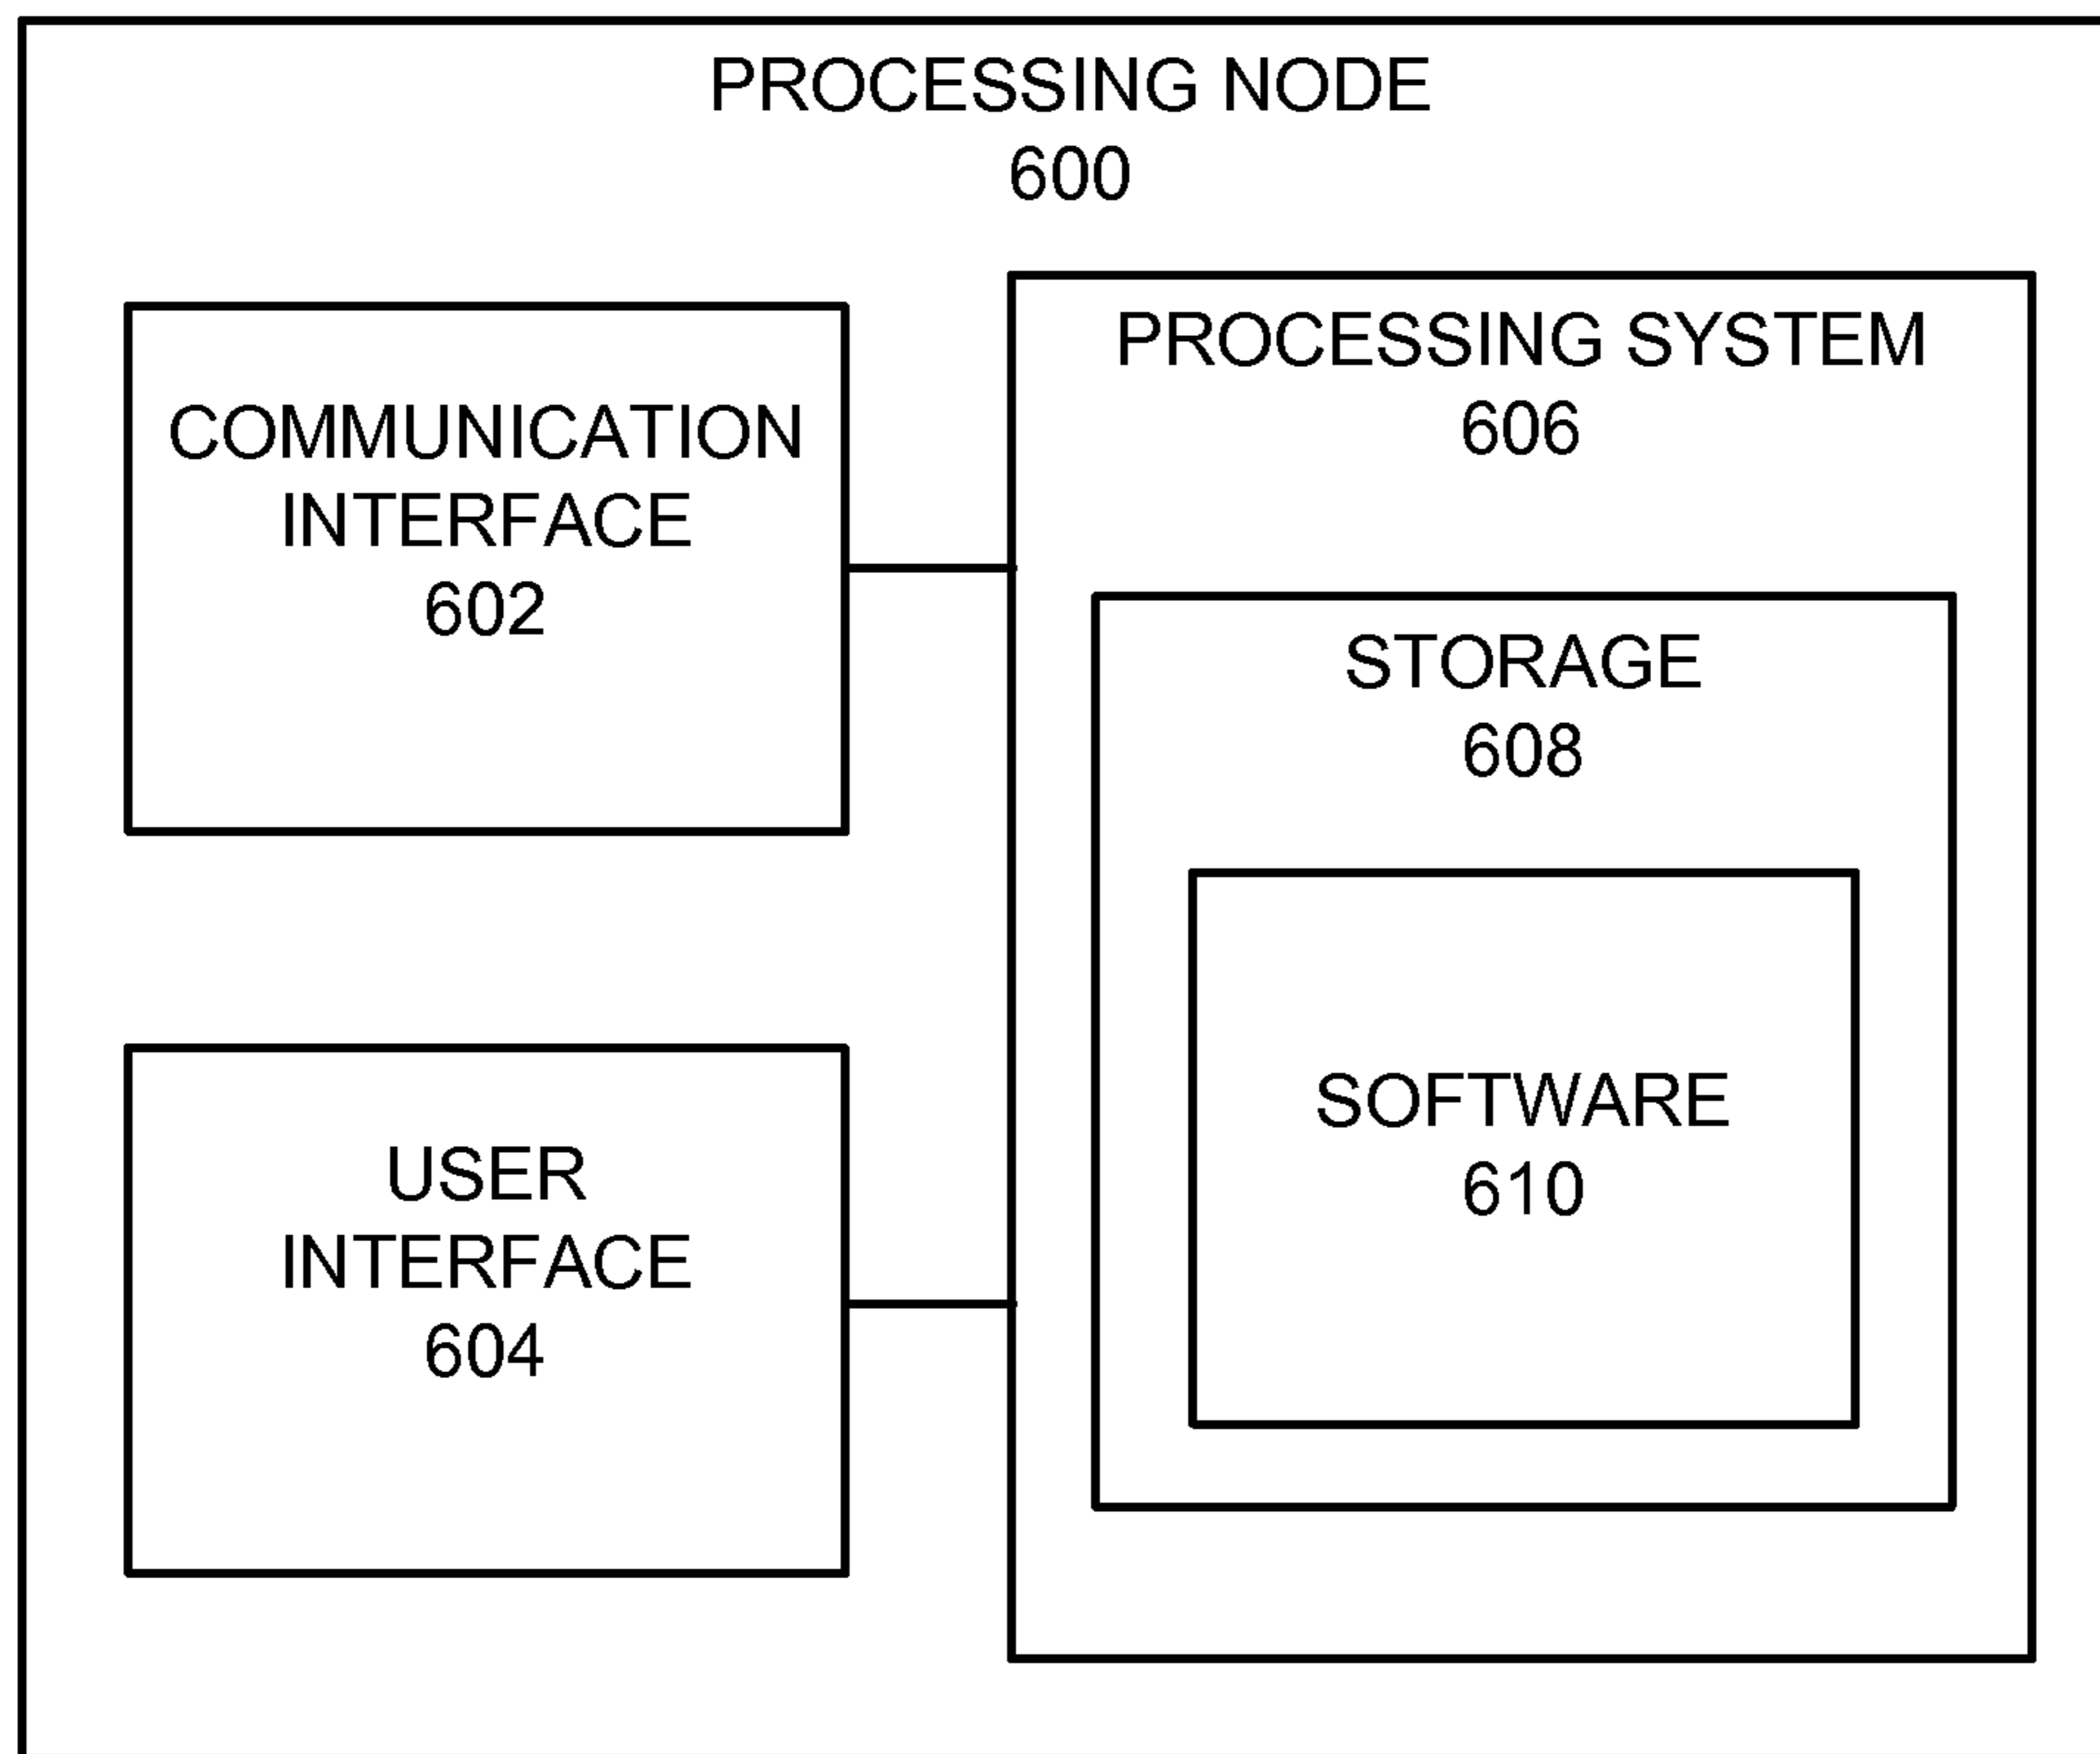 PROCESSING NODE
600
COMMUNICATION
INTERFACE
602
PROCESSING SYSTEM
606
STORAGE
608
SOFTWARE
610
USER
INTERFACE
604